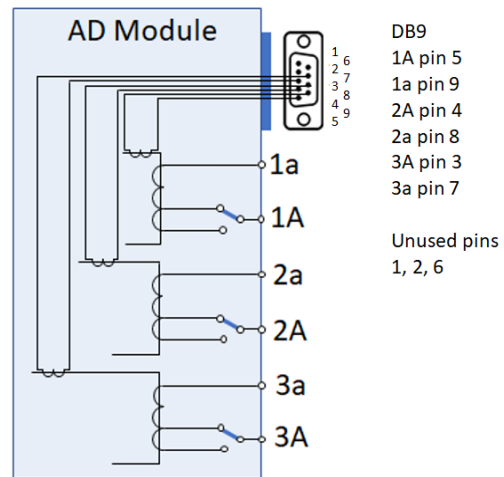 AD Module
1
6
2
7
3
8
4
9
5
1a
1A
2a
2A
3a
3A
DB9
1A pin 5
1a pin 9
2A pin 4
2a pin 8
3A pin 3
3a pin 7
Unused pins
1, 2, 6